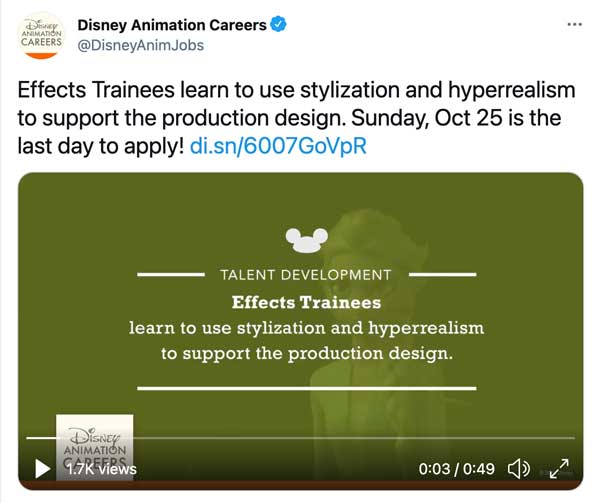 Disney
ANIMATION
CAREERS
Disney Animation Careers
@DisneyAnimJobs
Effects Trainees learn to use stylization and hyperrealism
to support the production design. Sunday, Oct 25 is the
last day to apply! di.sn/6007GoVpR
TALENT DEVELOPMENT
Effects Trainees
learn to use stylization and hyperrealism
to support the production design.
Disney
ANIMATION
CAREERS
1.7K views
0:03 / 0:49